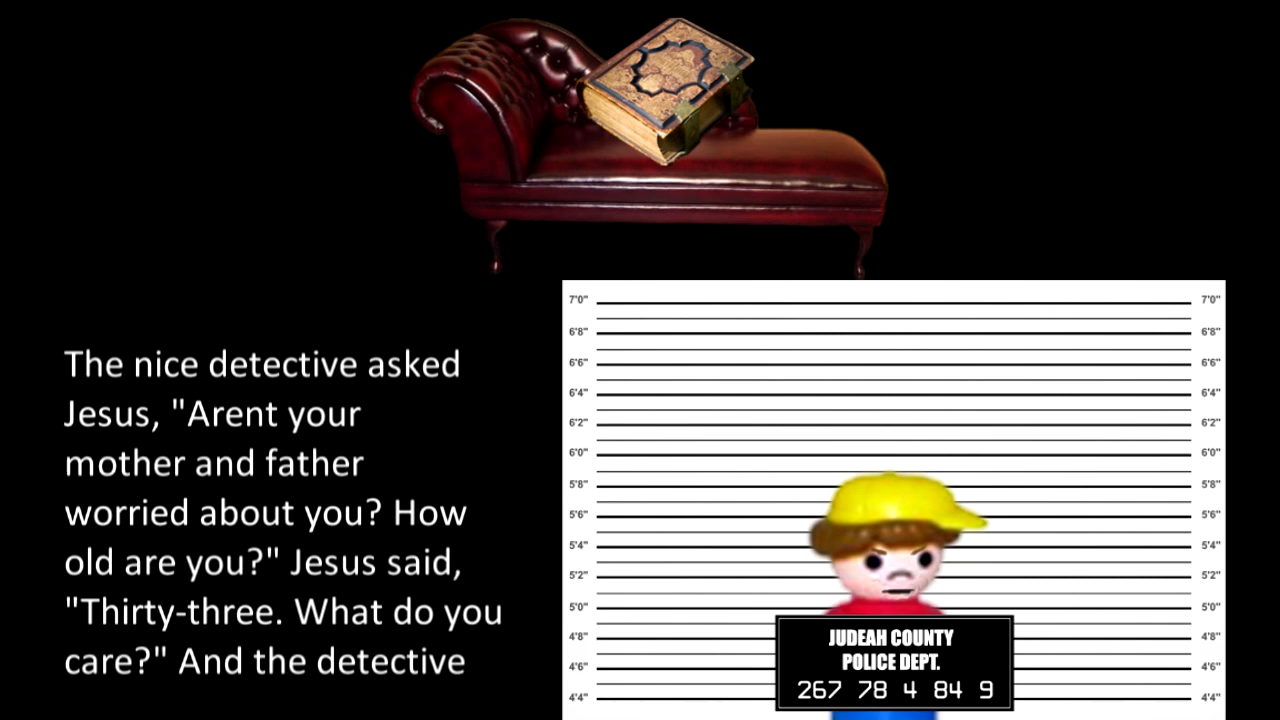 The nice detective asked
Jesus, "Arent your
mother and father
worried about you? How
old are you?" Jesus said,
"Thirty-three. What do you
care?" And the detective
7'0" 7'0"
6'8" 6'8"
6'6" 6'6"
6'4" 6'4"
6'2" 6'2"
6'0" 6'0"
5'8" 5'8"
5'6" 5'6"
5'4" 5'4"
5'2" 5'2"
5'0" 5'0"
4'8" 4'8"
4'6" 4'6"
4'4" 4'4"
JUDEAH COUNTY
POLICE DEPT.
267 78 4 84 9